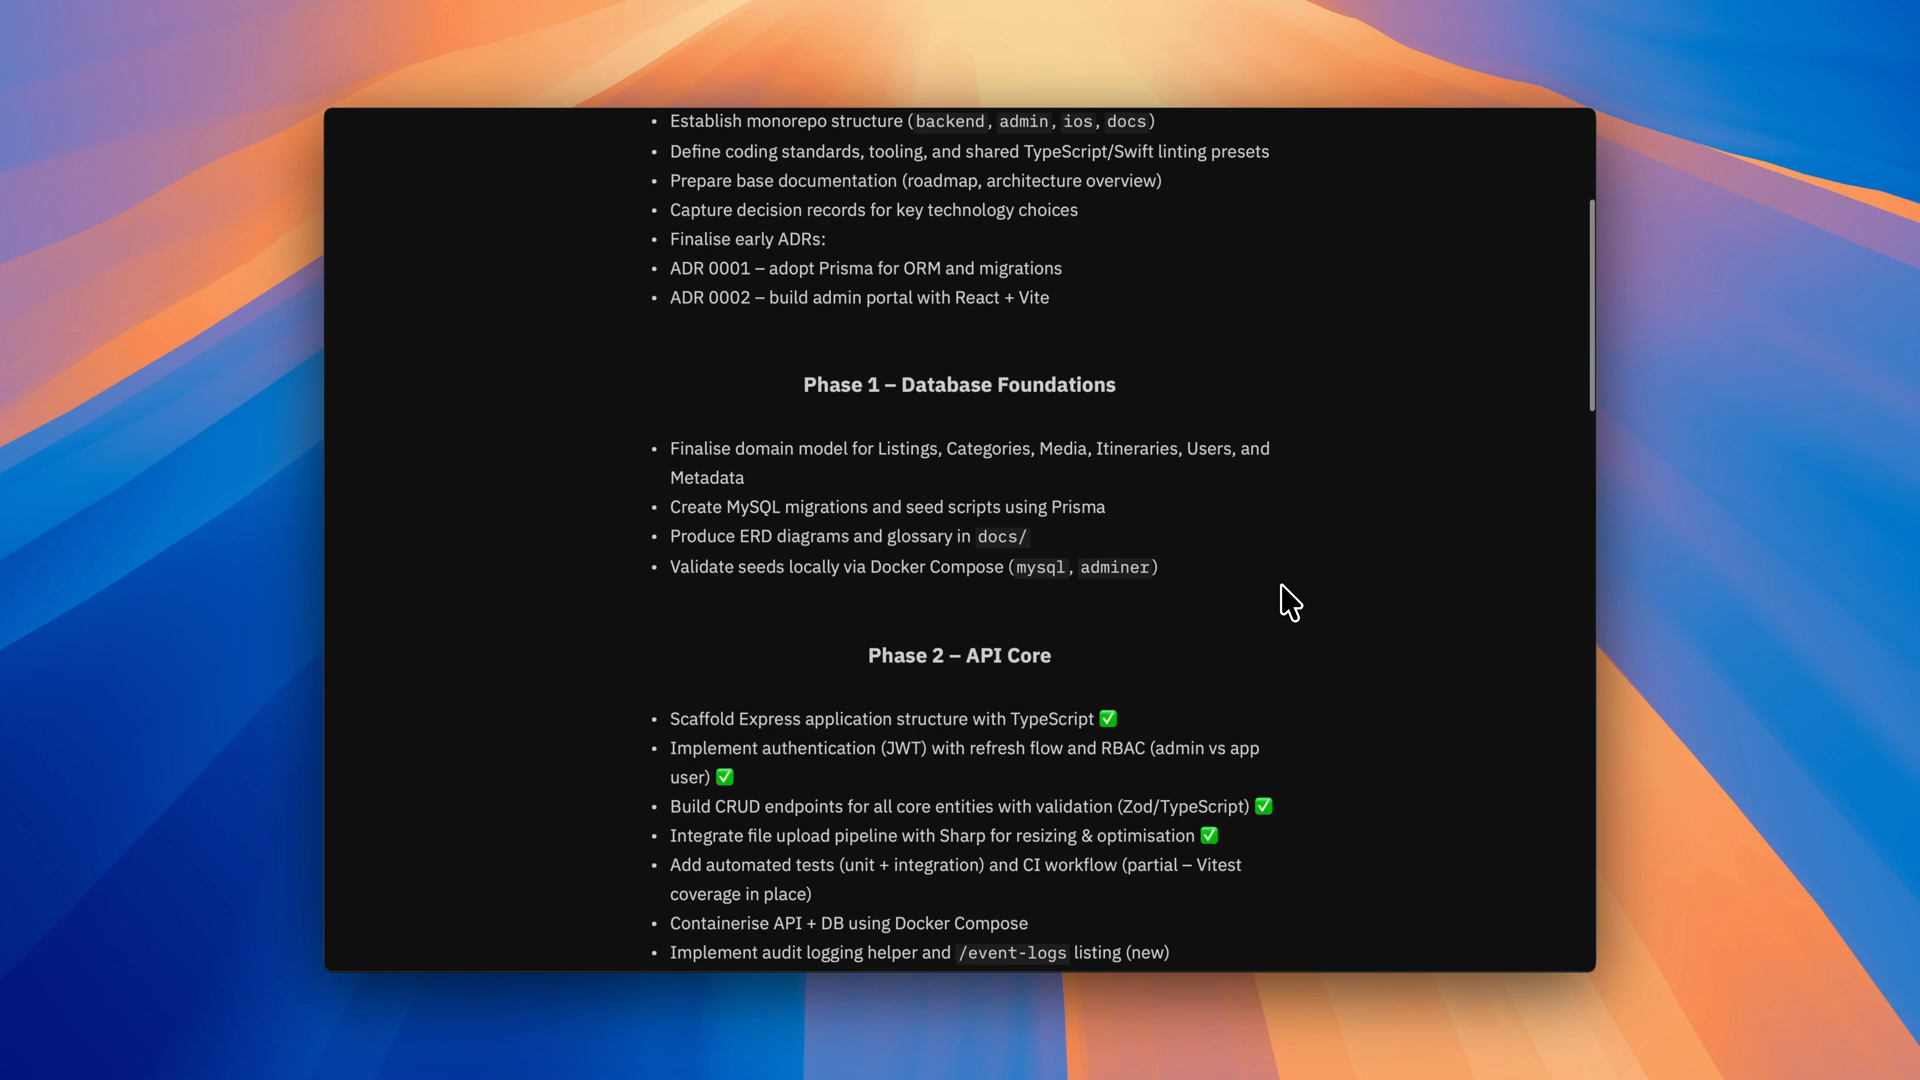 • Establish monorepo structure (backend, admin, ios, docs)
• Define coding standards, tooling, and shared TypeScript/Swift linting presets
• Prepare base documentation (roadmap, architecture overview)
• Capture decision records for key technology choices
• Finalise early ADRs:
• ADR 0001 – adopt Prisma for ORM and migrations
• ADR 0002 – build admin portal with React + Vite
Phase 1 – Database Foundations
• Finalise domain model for Listings, Categories, Media, Itineraries, Users, and
Metadata
• Create MySQL migrations and seed scripts using Prisma
• Produce ERD diagrams and glossary in docs/
• Validate seeds locally via Docker Compose (mysql, adminer)
Phase 2 – API Core
• Scaffold Express application structure with TypeScript ✅
• Implement authentication (JWT) with refresh flow and RBAC (admin vs app
user) ✅
• Build CRUD endpoints for all core entities with validation (Zod/TypeScript) ✅
• Integrate file upload pipeline with Sharp for resizing & optimisation ✅
• Add automated tests (unit + integration) and CI workflow (partial – Vitest
coverage in place)
• Containerise API + DB using Docker Compose
• Implement audit logging helper and /event-logs listing (new)